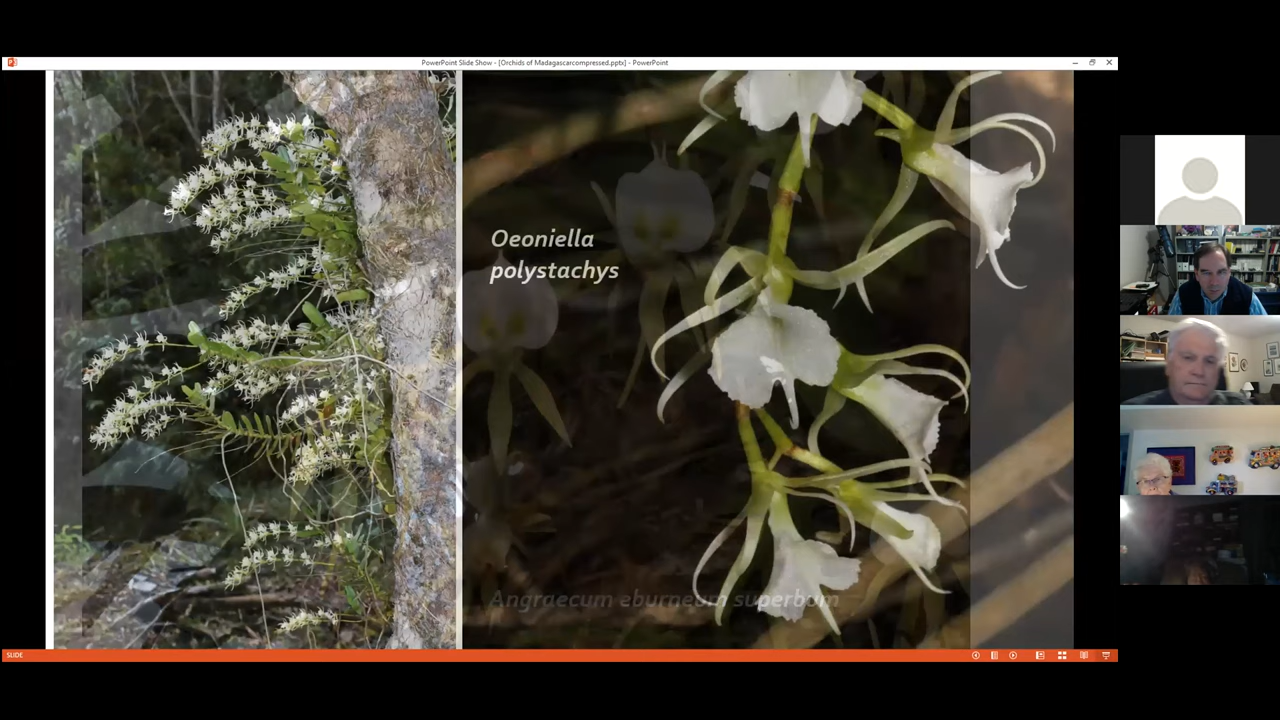 PowerPoint Slide Show - [Orchids of Madagascarcompressed.pptx] - PowerPoint
Oeoniella
polystachys
Angraecum eburneum superbum
SLIDE